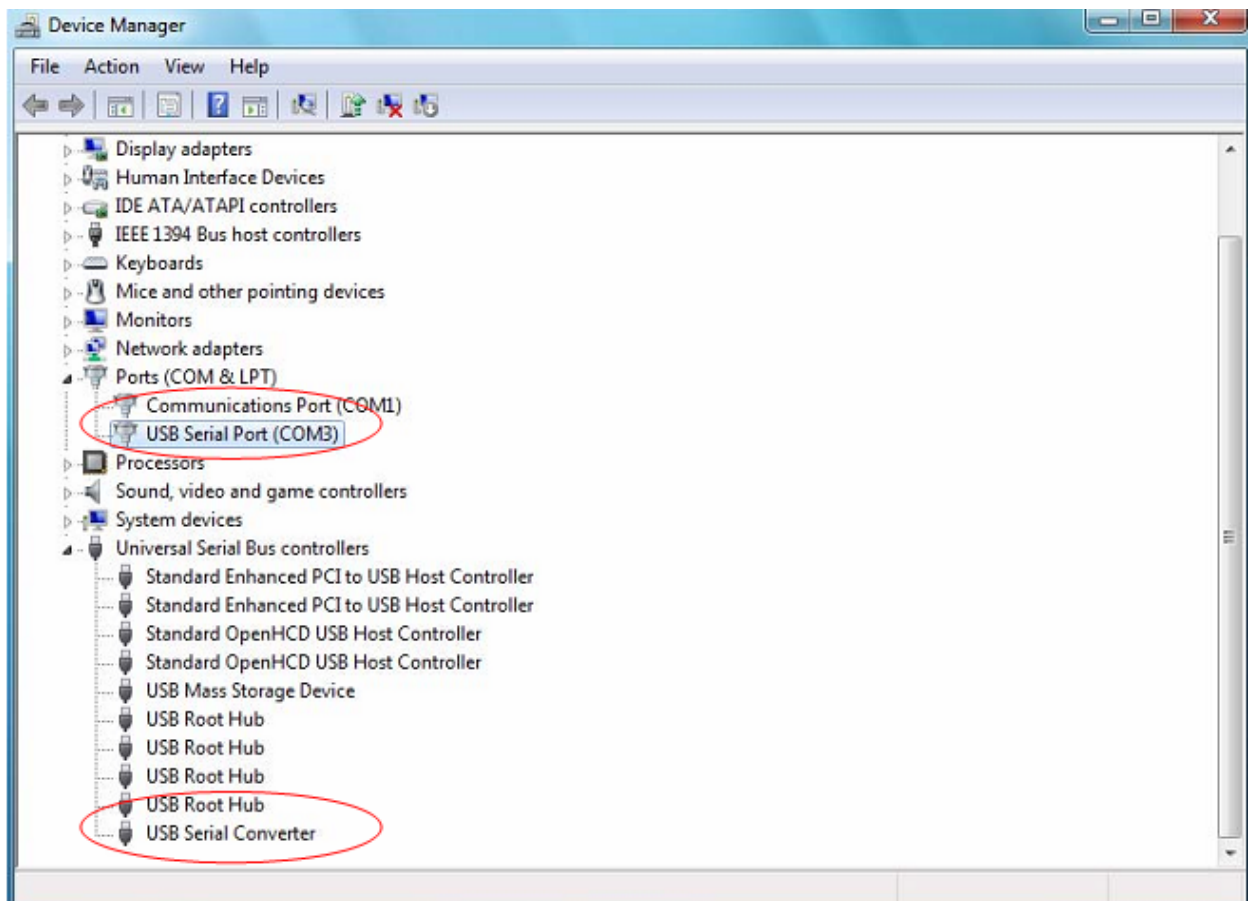 Device Manager
File Action View Help
Display adapters
Human Interface Devices
IDE ATA/ATAPI controllers
IEEE 1394 Bus host controllers
Keyboards
Mice and other pointing devices
Monitors
Network adapters
Ports (COM & LPT)
Communications Port (COM1)
USB Serial Port (COM3)
Processors
Sound, video and game controllers
System devices
Universal Serial Bus controllers
Standard Enhanced PCI to USB Host Controller
Standard Enhanced PCI to USB Host Controller
Standard OpenHCD USB Host Controller
Standard OpenHCD USB Host Controller
USB Mass Storage Device
USB Root Hub
USB Root Hub
USB Root Hub
USB Root Hub
USB Serial Converter